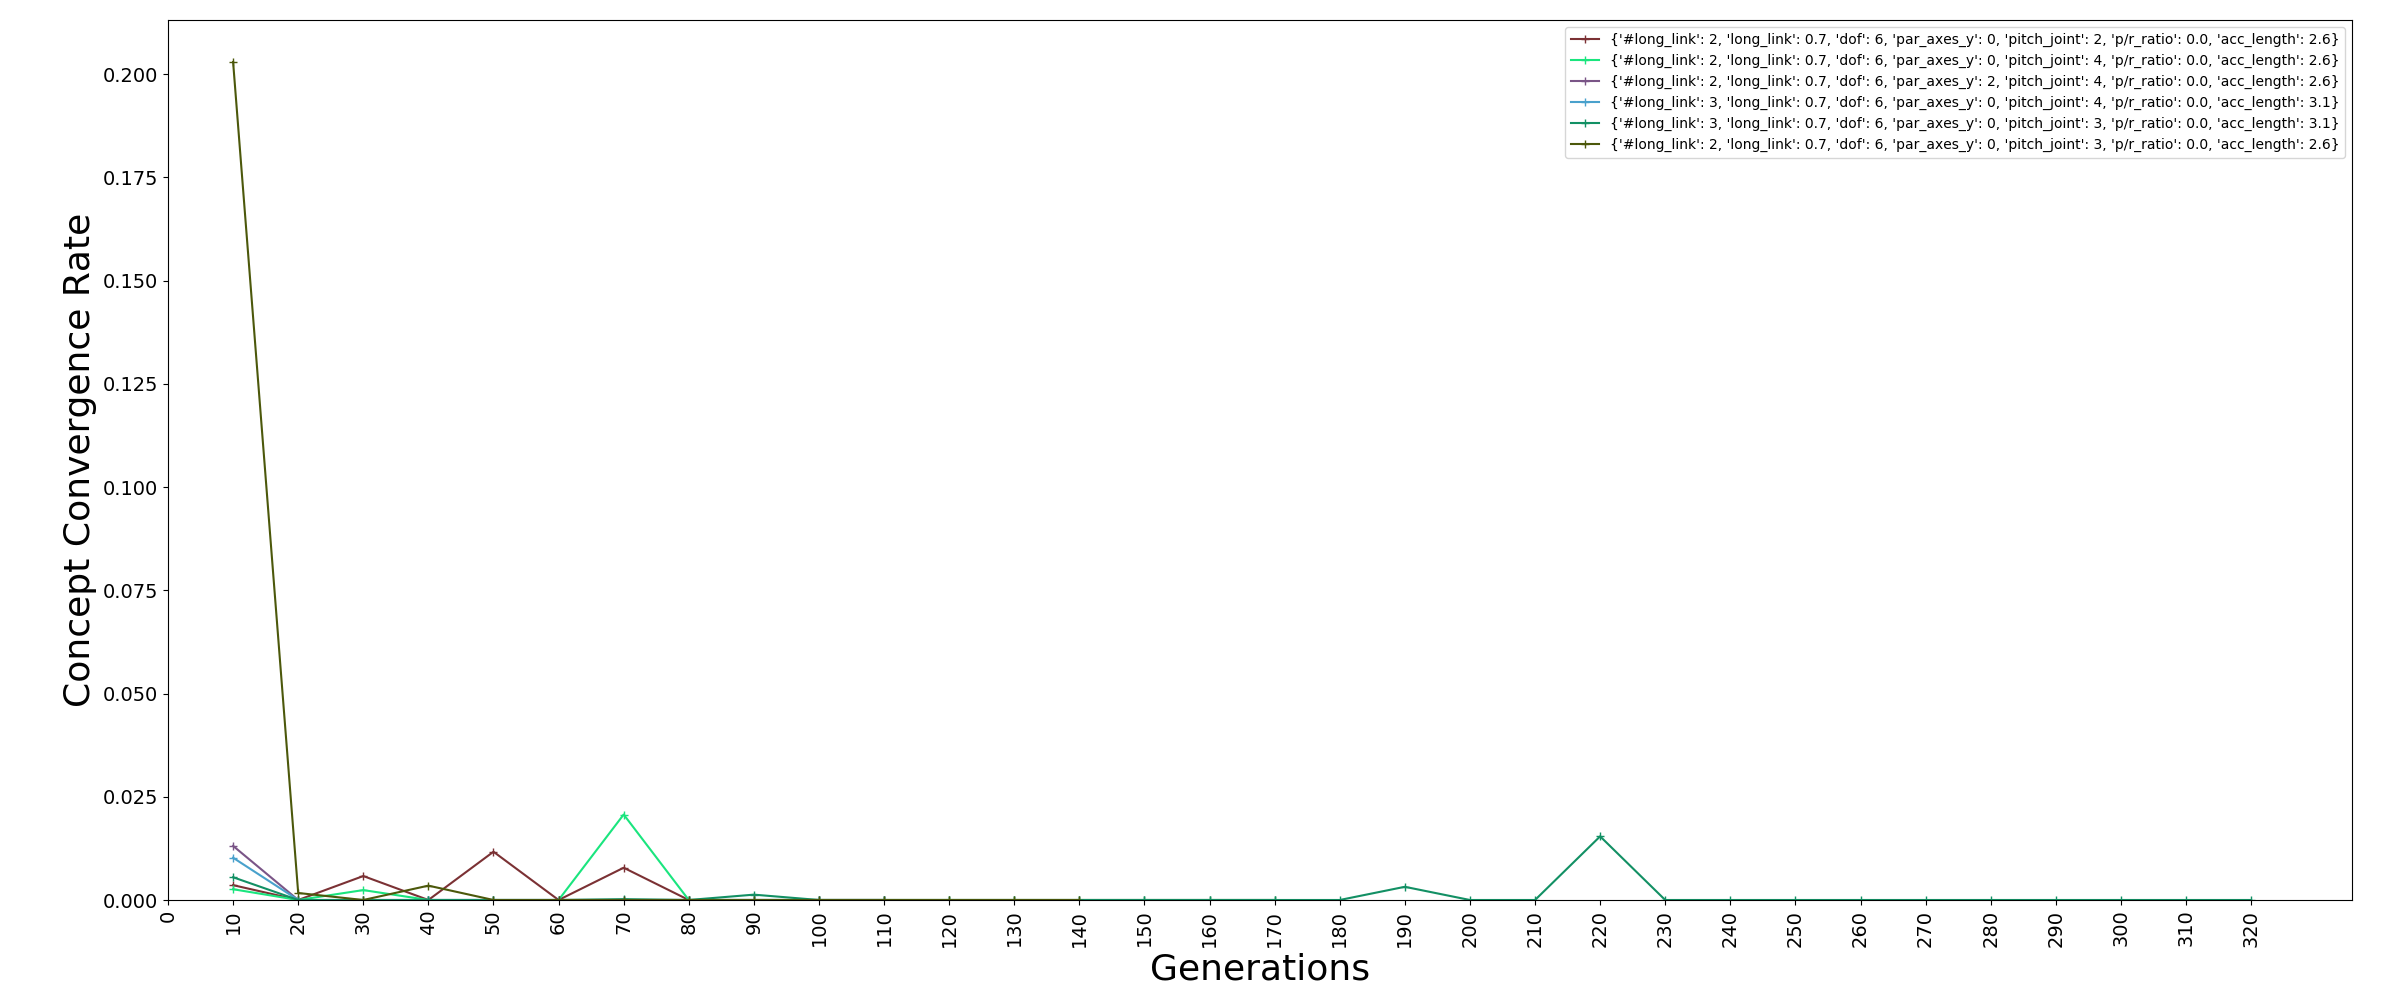 {'#long_link': 2, 'long_link': 0.7, 'dof': 6, 'par_axes_y': 0, 'pitch_joint': 2, 'p/r_ratio': 0.0, 'acc_length': 2.6}
{'#long_link': 2, 'long_link': 0.7, 'dof': 6, 'par_axes_y': 0, 'pitch_joint': 4, 'p/r_ratio': 0.0, 'acc_length': 2.6}
{'#long_link': 2, 'long_link': 0.7, 'dof': 6, 'par_axes_y': 2, 'pitch_joint': 4, 'p/r_ratio': 0.0, 'acc_length': 2.6}
{'#long_link': 3, 'long_link': 0.7, 'dof': 6, 'par_axes_y': 0, 'pitch_joint': 4, 'p/r_ratio': 0.0, 'acc_length': 3.1}
{'#long_link': 3, 'long_link': 0.7, 'dof': 6, 'par_axes_y': 0, 'pitch_joint': 3, 'p/r_ratio': 0.0, 'acc_length': 3.1}
{'#long_link': 2, 'long_link': 0.7, 'dof': 6, 'par_axes_y': 0, 'pitch_joint': 3, 'p/r_ratio': 0.0, 'acc_length': 2.6}
Concept Convergence Rate
0.200
0.175
0.150
0.125
0.100
0.075
0.050
0.025
0.000
0 10 20 30 40 50 60 70 80 90 100 110 120 130 140 150 160 170 180 190 200 210 220 230 240 250 260 270 280 290 300 310 320
Generations